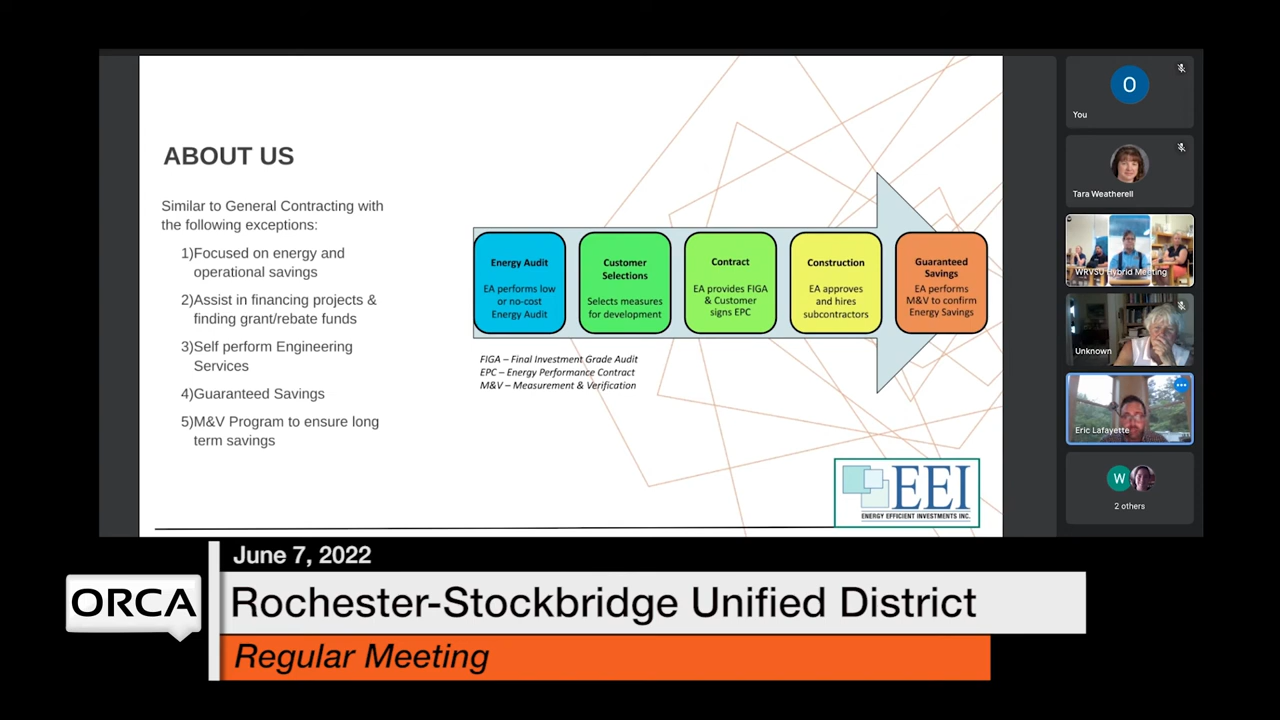 ABOUT US
Similar to General Contracting with
the following exceptions:
1)Focused on energy and
operational savings
2)Assist in financing projects &
finding grant/rebate funds
3)Self perform Engineering
Services
4)Guaranteed Savings
5)M&V Program to ensure long
term savings
Energy Audit
EA performs low
or no-cost
Energy Audit
Customer
Selections
Selects measures
for development
Contract
EA provides FIGA
& Customer
signs EPC
Construction
EA approves
and hires
subcontractors
Guaranteed
Savings
EA performs
M&V to confirm
Energy Savings
FIGA – Final Investment Grade Audit
EPC – Energy Performance Contract
M&V – Measurement & Verification
EEI
ENERGY EFFICIENT INVESTMENTS INC.
O
You
Tara Weatherell
WRVSU Hybrid Meeting
Unknown
Eric Lafayette
W
2 others
June 7, 2022
ORCA
Rochester-Stockbridge Unified District
Regular Meeting